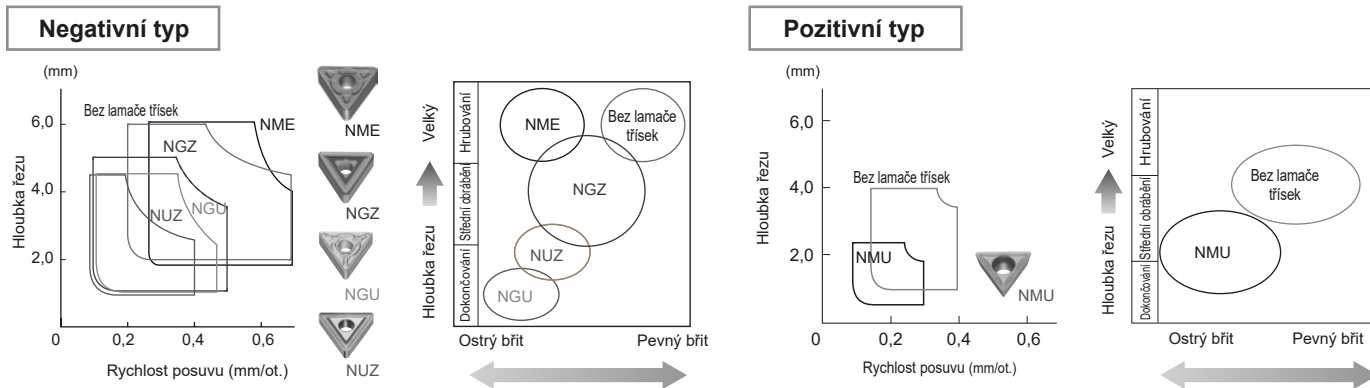 Negativní typ
(mm)
Bez lamače třísek
6,0
NME
NGZ
4,0
NUZ
NGU
2,0
0
0,2
0,4
0,6
Hloubka řezu
Rychlost posuvu (mm/ot.)
NME
NGZ
NGU
NUZ
Velký
Hloubka řezu
Hrubování
Střední obrábění
Dokončování
NME
Bez lamače
třísek
NGZ
NUZ
NGU
Ostrý břit
Pevný břit
Pozitivní typ
(mm)
6,0
4,0
Bez lamače třísek
2,0
NMU
0
0,2
0,4
0,6
Hloubka řezu
Rychlost posuvu (mm/ot.)
NMU
Velký
Hloubka řezu
Hrubování
Střední obrábění
Dokončování
Bez lamače
třísek
NMU
Ostrý břit
Pevný břit